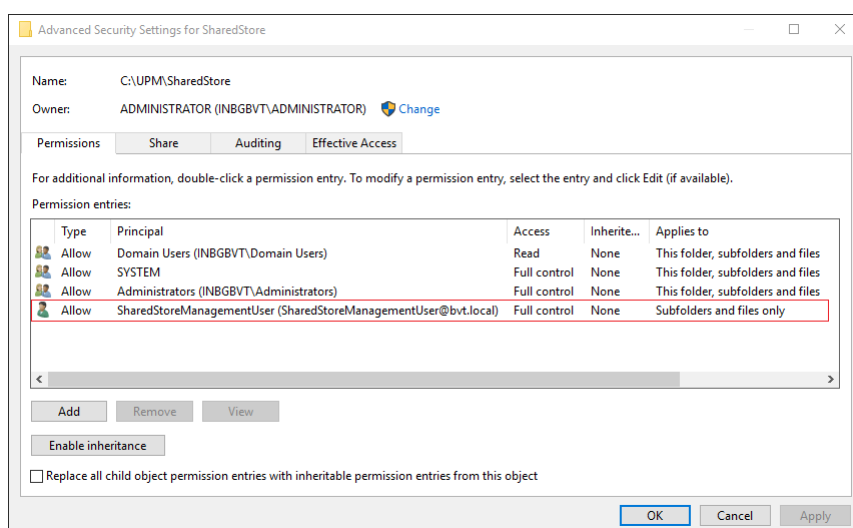 Advanced Security Settings for SharedStore
Name: C:\UPM\SharedStore
Owner: ADMINISTRATOR (INBGBVT\ADMINISTRATOR) Change
Permissions Share Auditing Effective Access
For additional information, double-click a permission entry. To modify a permission entry, select the entry and click Edit (if available).
Permission entries:
Type Principal Access Inherite... Applies to
Allow Domain Users (INBGBVT\Domain Users) Read None This folder, subfolders and files
Allow SYSTEM Full control None This folder, subfolders and files
Allow Administrators (INBGBVT\Administrators) Full control None This folder, subfolders and files
Allow SharedStoreManagementUser (SharedStoreManagementUser@bvt.local) Full control None Subfolders and files only
Add Remove View
Enable inheritance
Replace all child object permission entries with inheritable permission entries from this object
OK Cancel Apply